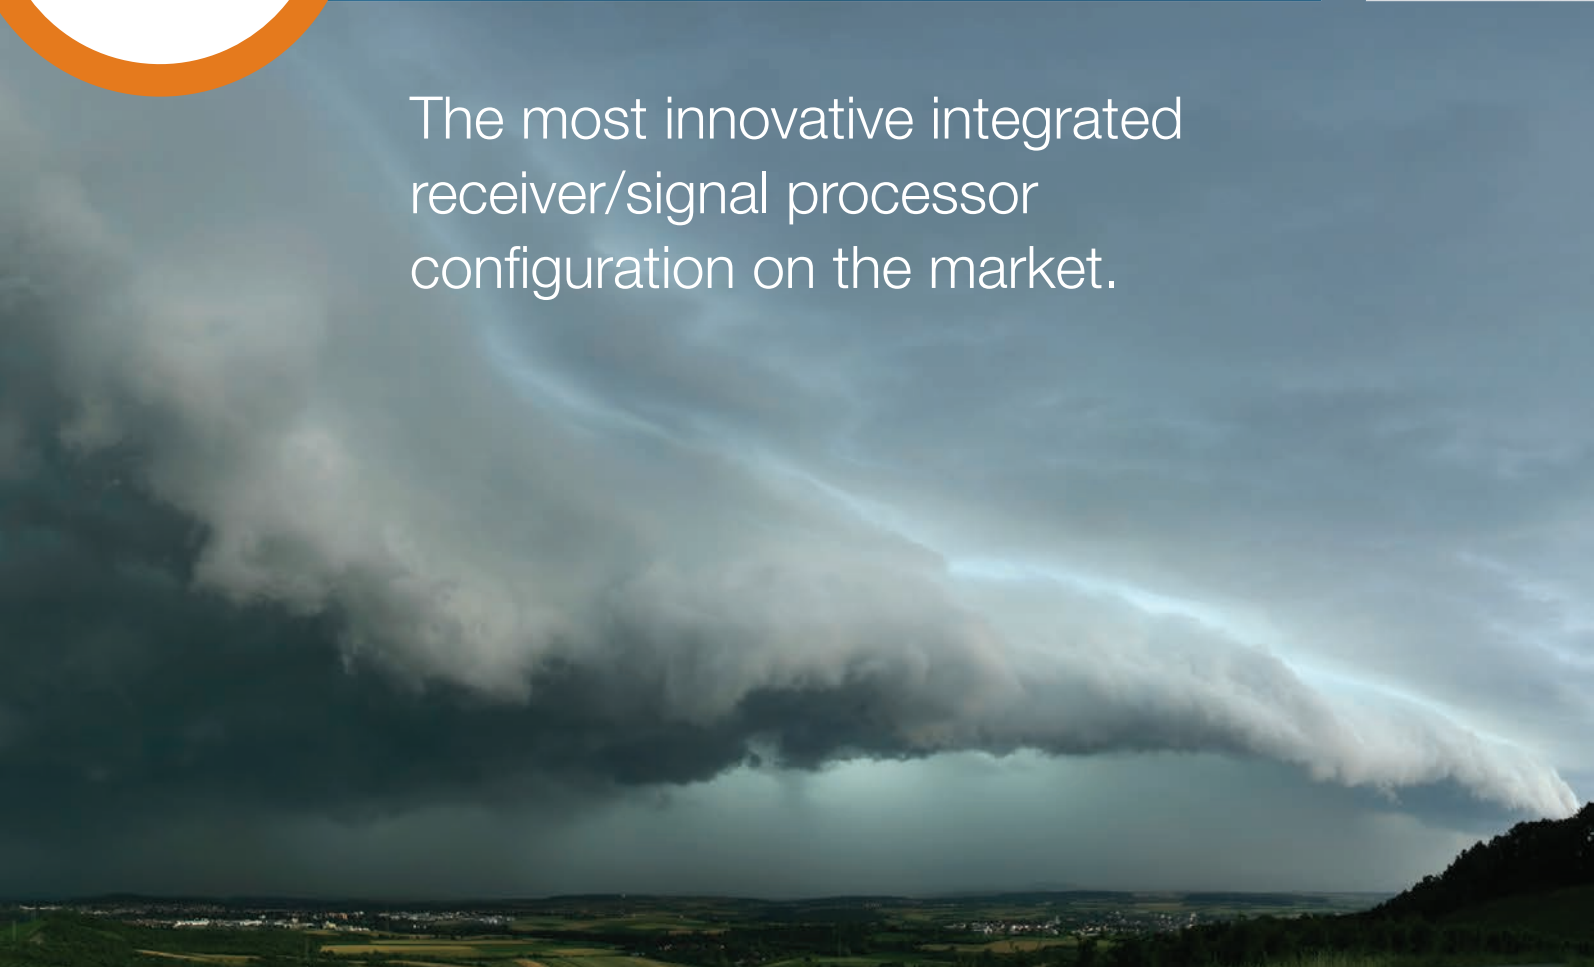 The most innovative integrated
receiver/signal processor
configuration on the market.